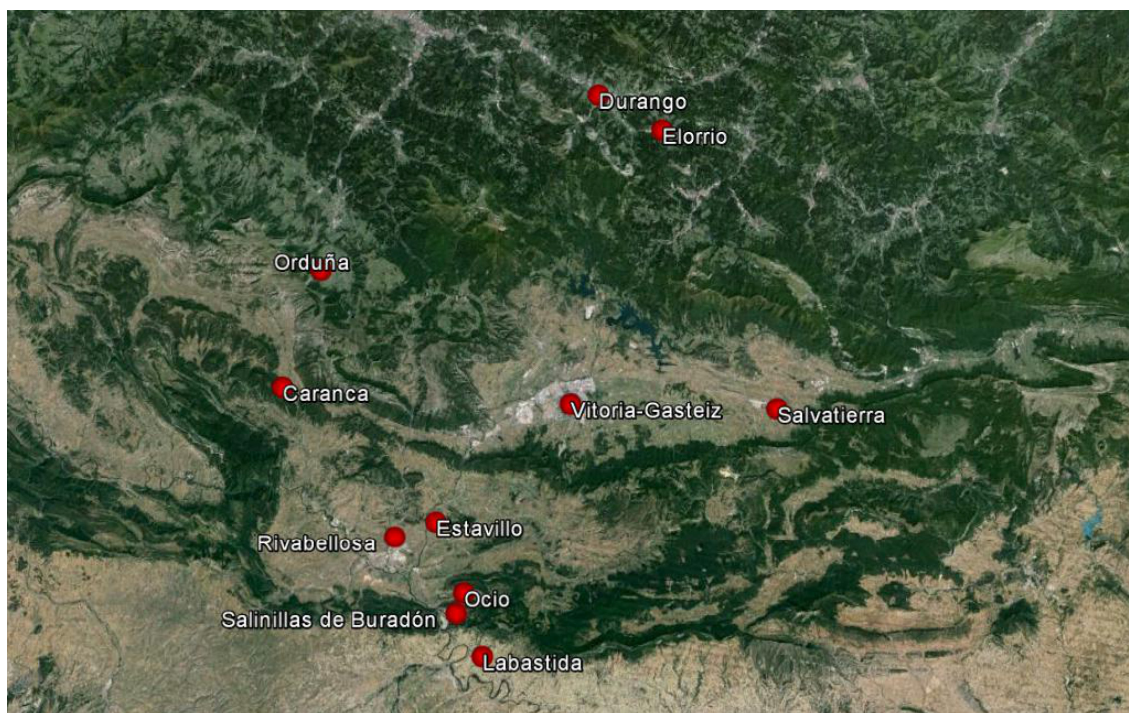 Durango
Elorrio
Orduña
Caranca
Vitoria-Gasteiz
Salvatierra
Estavillo
Rivabellosa
Ocio
Salinillas de Buradón
Labastida